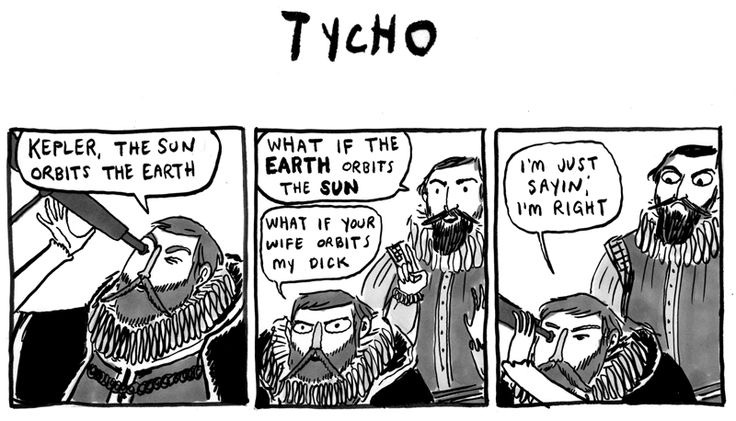 TYCHO
KEPLER, THE SUN
ORBITS THE EARTH
WHAT IF THE
EARTH ORBITS
THE SUN
WHAT IF YOUR
WIFE ORBITS
MY DICK
I'M JUST
SAYIN',
I'M RIGHT